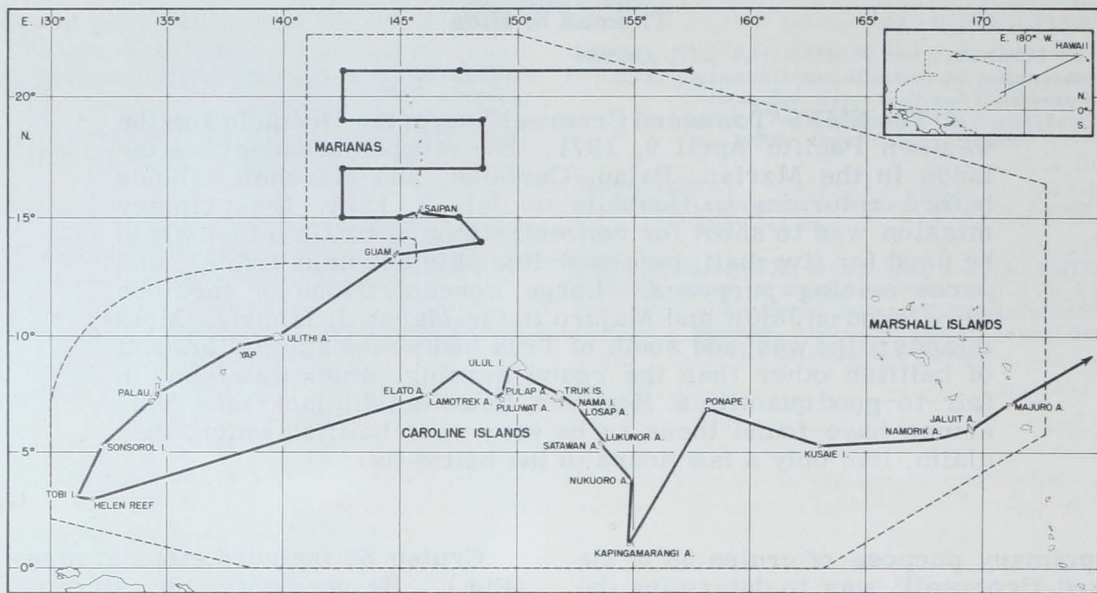 E. 130° 135° 140° 145° 150° 155° 160° 165° 170°
E. 180° W.
HAWAII
N.
0°
S.
20°
N.
MARIANAS
15°
SAIPAN
GUAM
10°
ULITHI A.
YAP
MARSHALL ISLANDS
ULUL I.
PALAU
ELATO A.
LAMOTREK A.
PULAP A.
PULUWAT A.
TRUK IS.
NAMA I.
LOSAP A.
PONAPE I.
MAJURO A.
JALUIT A.
NAMORIK A.
CAROLINE ISLANDS
LUKUNOR A.
SATAWAN A.
KUSAIE I.
5°
SONSOROL I.
NUKUORO A.
TOBI I.
HELEN REEF
KAPINGAMARANGI A.
0°